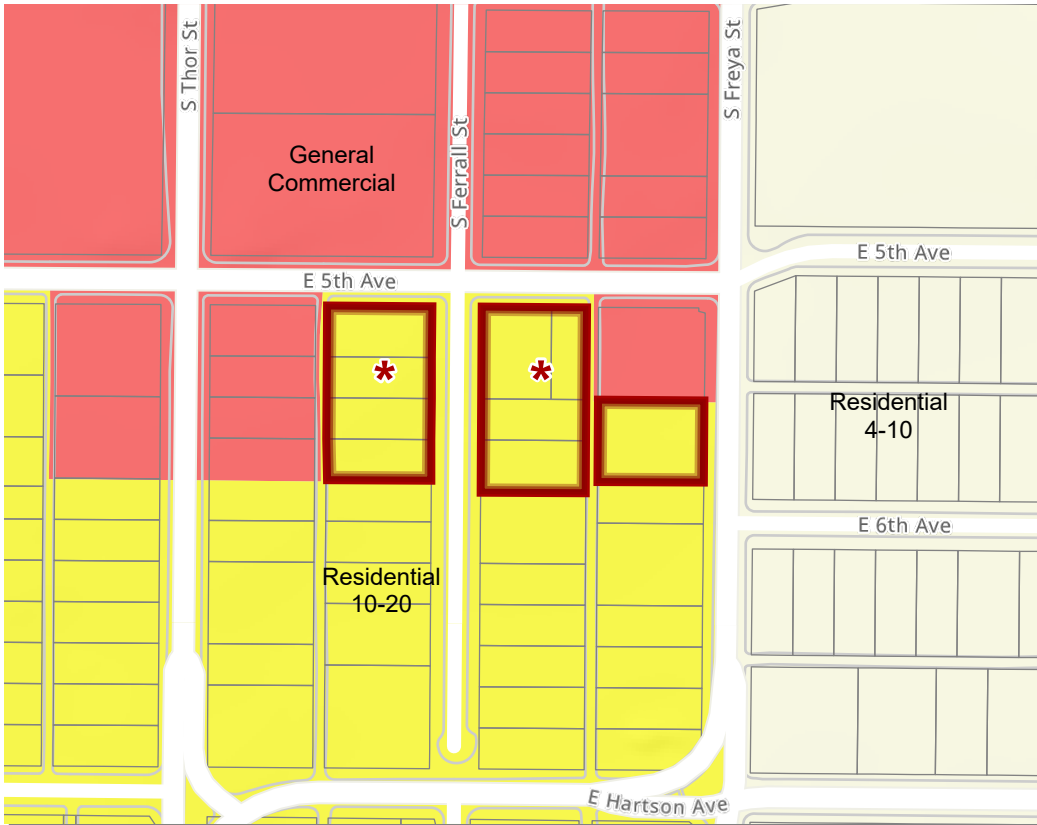 S Thor St
S Freya St
General
Commercial
S Ferrall St
E 5th Ave
E 5th Ave
*
*
Residential
4-10
E 6th Ave
Residential
10-20
E Hartson Ave